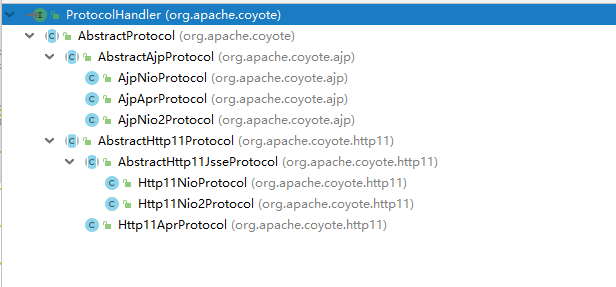 ProtocolHandler (org.apache.coyote)
AbstractProtocol (org.apache.coyote)
AbstractAjpProtocol (org.apache.coyote.ajp)
AjpNioProtocol (org.apache.coyote.ajp)
AjpAprProtocol (org.apache.coyote.ajp)
AjpNio2Protocol (org.apache.coyote.ajp)
AbstractHttp11Protocol (org.apache.coyote.http11)
AbstractHttp11JsseProtocol (org.apache.coyote.http11)
Http11NioProtocol (org.apache.coyote.http11)
Http11Nio2Protocol (org.apache.coyote.http11)
Http11AprProtocol (org.apache.coyote.http11)